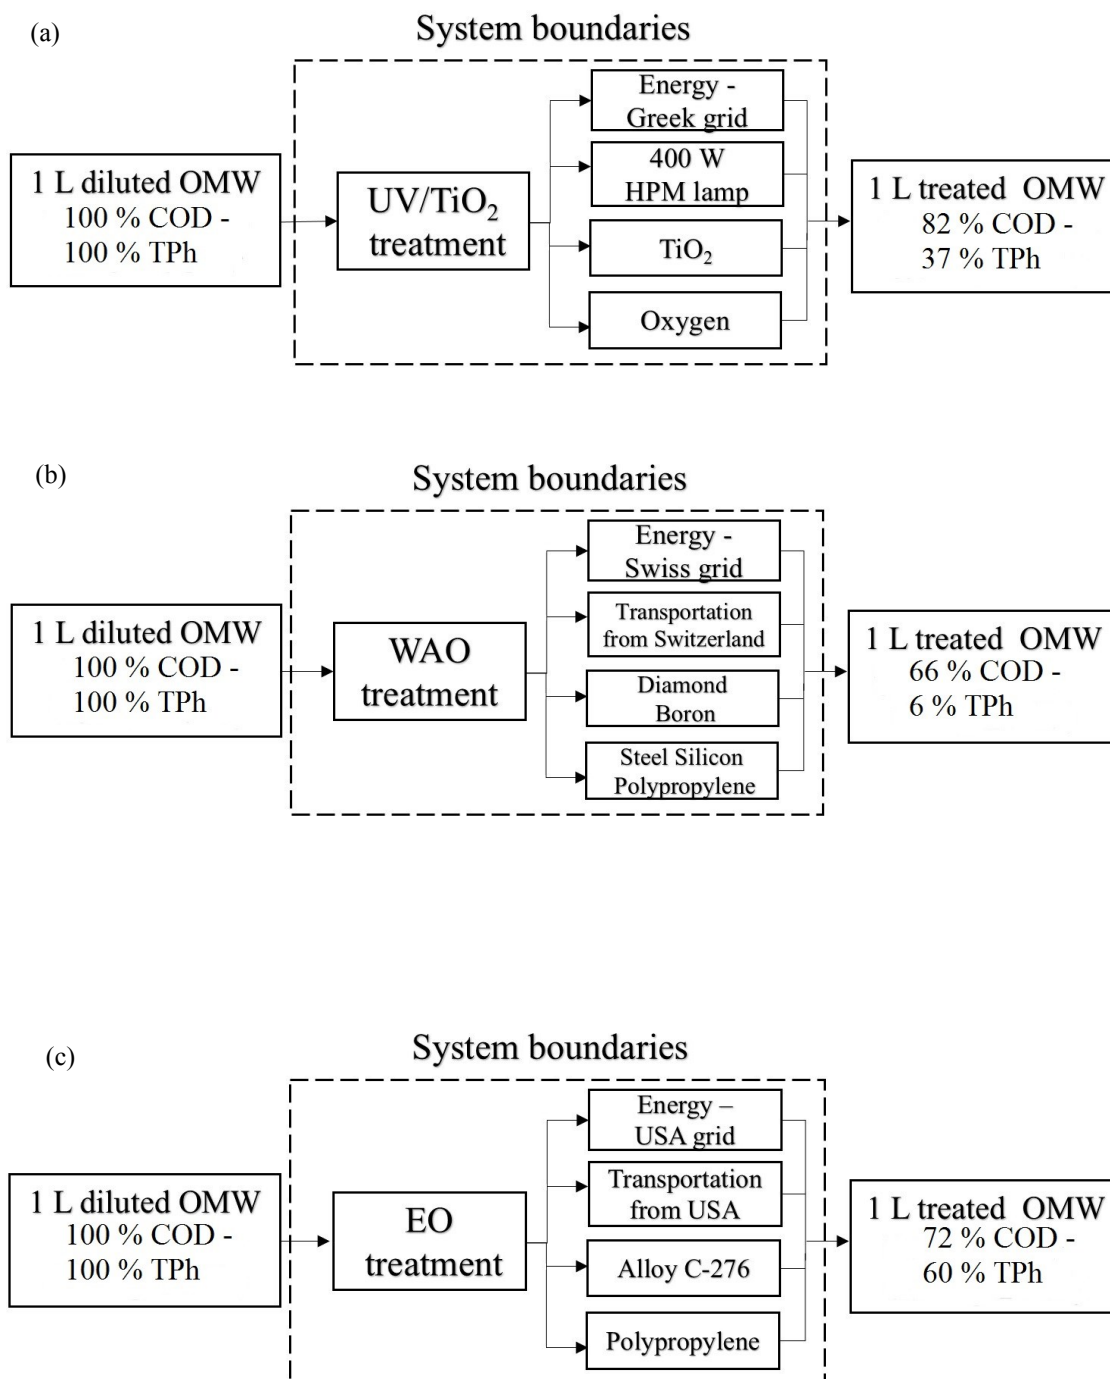 (a)
System boundaries
1 L diluted OMW
100 % COD -
100 % TPh
UV/TiO₂
treatment
Energy -
Greek grid
400 W
HPM lamp
TiO₂
Oxygen
1 L treated OMW
82 % COD -
37 % TPh
(b)
System boundaries
1 L diluted OMW
100 % COD -
100 % TPh
WAO
treatment
Energy -
Swiss grid
Transportation
from Switzerland
Diamond
Boron
Steel Silicon
Polypropylene
1 L treated OMW
66 % COD -
6 % TPh
(c)
System boundaries
1 L diluted OMW
100 % COD -
100 % TPh
EO
treatment
Energy –
USA grid
Transportation
from USA
Alloy C-276
Polypropylene
1 L treated OMW
72 % COD -
60 % TPh